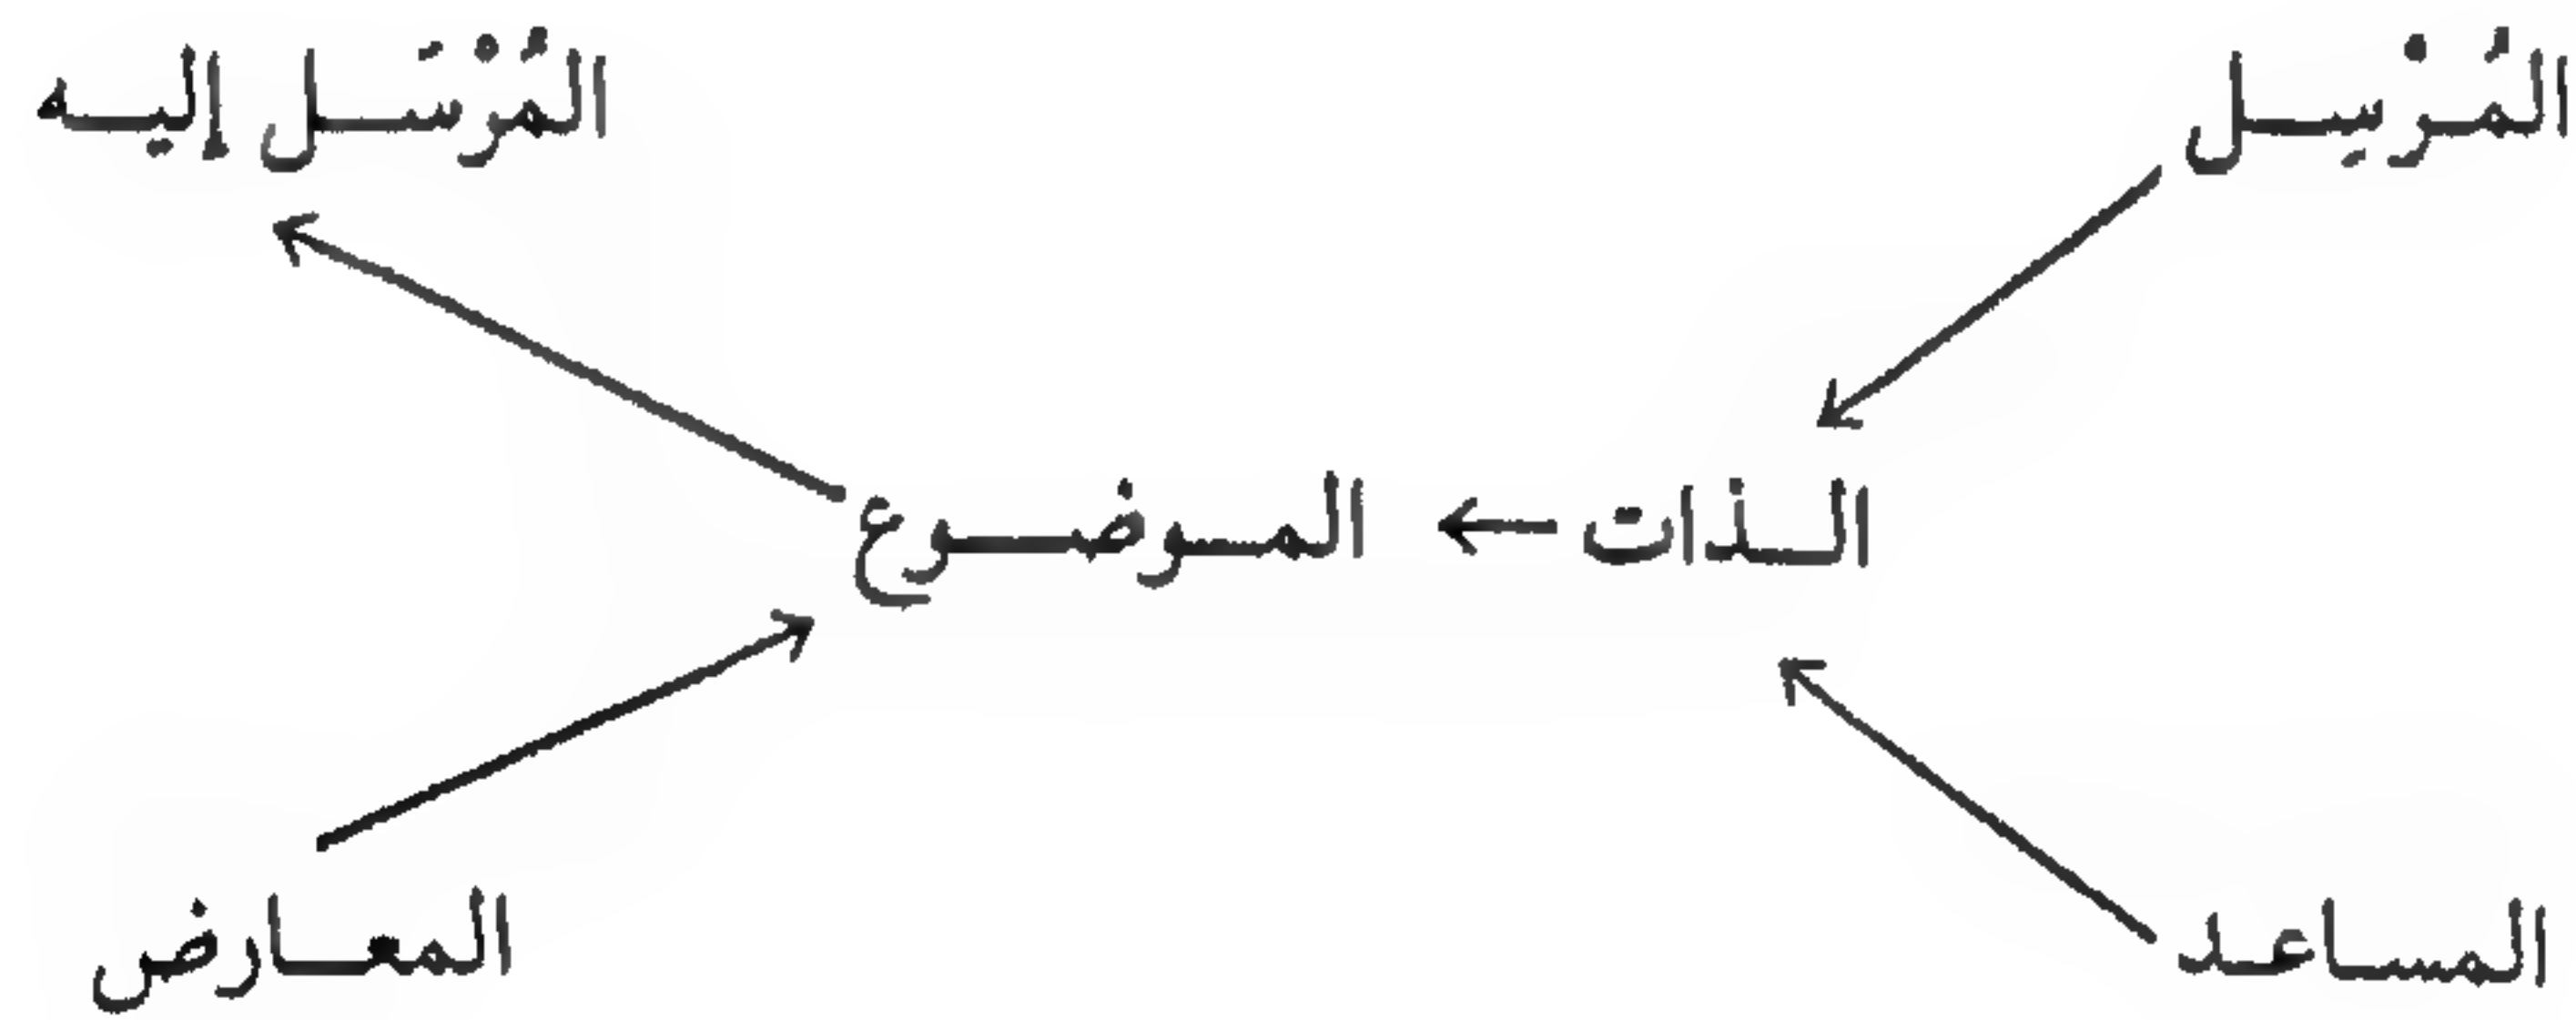 المُرْسِل المُرْسَل إليه
الذات ← الموضوع
المساعد المعارض